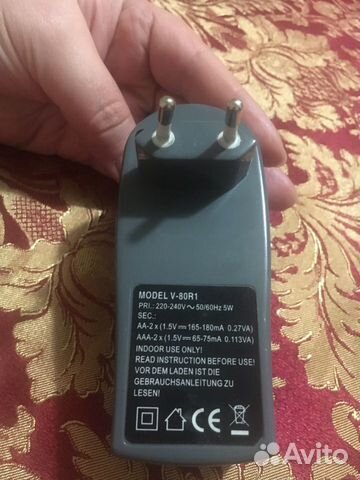 MODEL V-80R1
PRI.: 220-240V ~ 50/60Hz 5W
SEC.:
AA-2 x (1.5V ⎓ 165-180mA 0.27VA)
AAA-2 x (1.5V ⎓ 65-75mA 0.113VA)
INDOOR USE ONLY!
READ INSTRUCTION BEFORE USE!
VOR DEM LADEN IST DIE
GEBRAUCHSANLEITUNG ZU
LESEN
CE
Avito